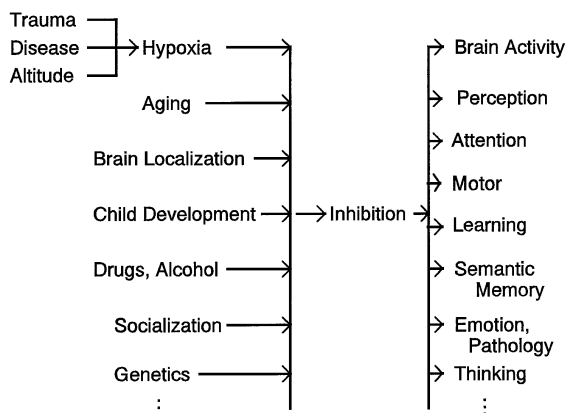 Trauma
Disease
Altitude
Hypoxia
Aging
Brain Localization
Child Development
Drugs, Alcohol
Socialization
Genetics
⋮
Inhibition
Brain Activity
Perception
Attention
Motor
Learning
Semantic
Memory
Emotion,
Pathology
Thinking
⋮